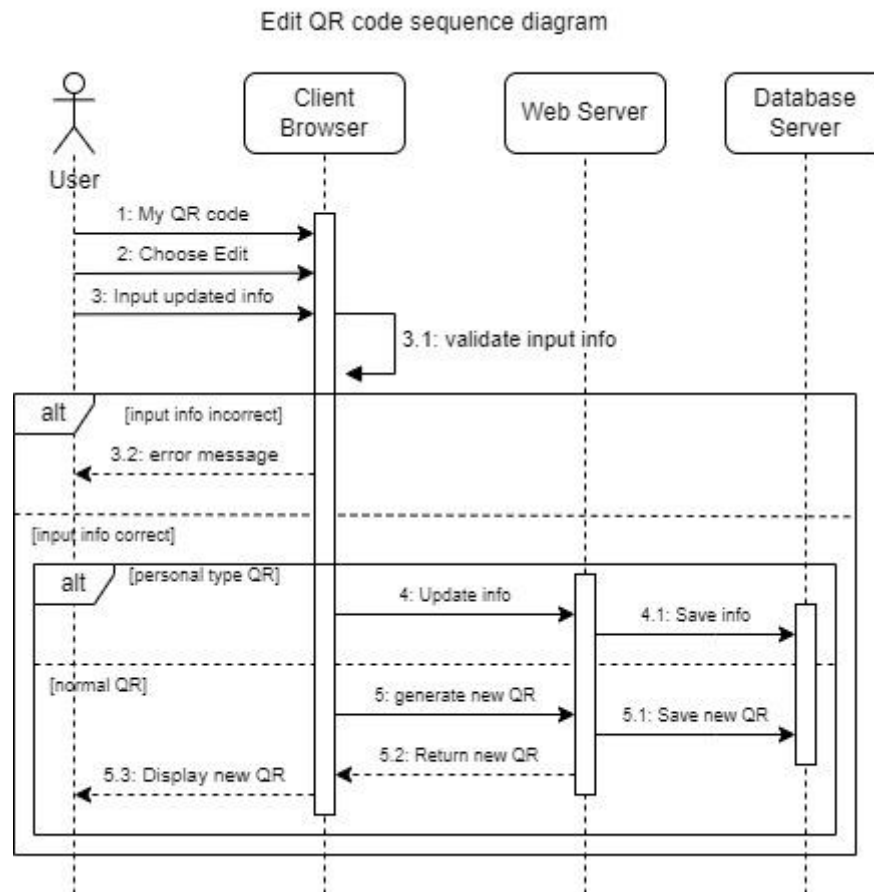 Edit QR code sequence diagram
User
Client
Browser
Web Server
Database
Server
1: My QR code
2: Choose Edit
3: Input updated info
3.1: validate input info
alt
[input info incorrect]
3.2: error message
[input info correct]
alt
[personal type QR]
4: Update info
4.1: Save info
[normal QR]
5: generate new QR
5.1: Save new QR
5.2: Return new QR
5.3: Display new QR